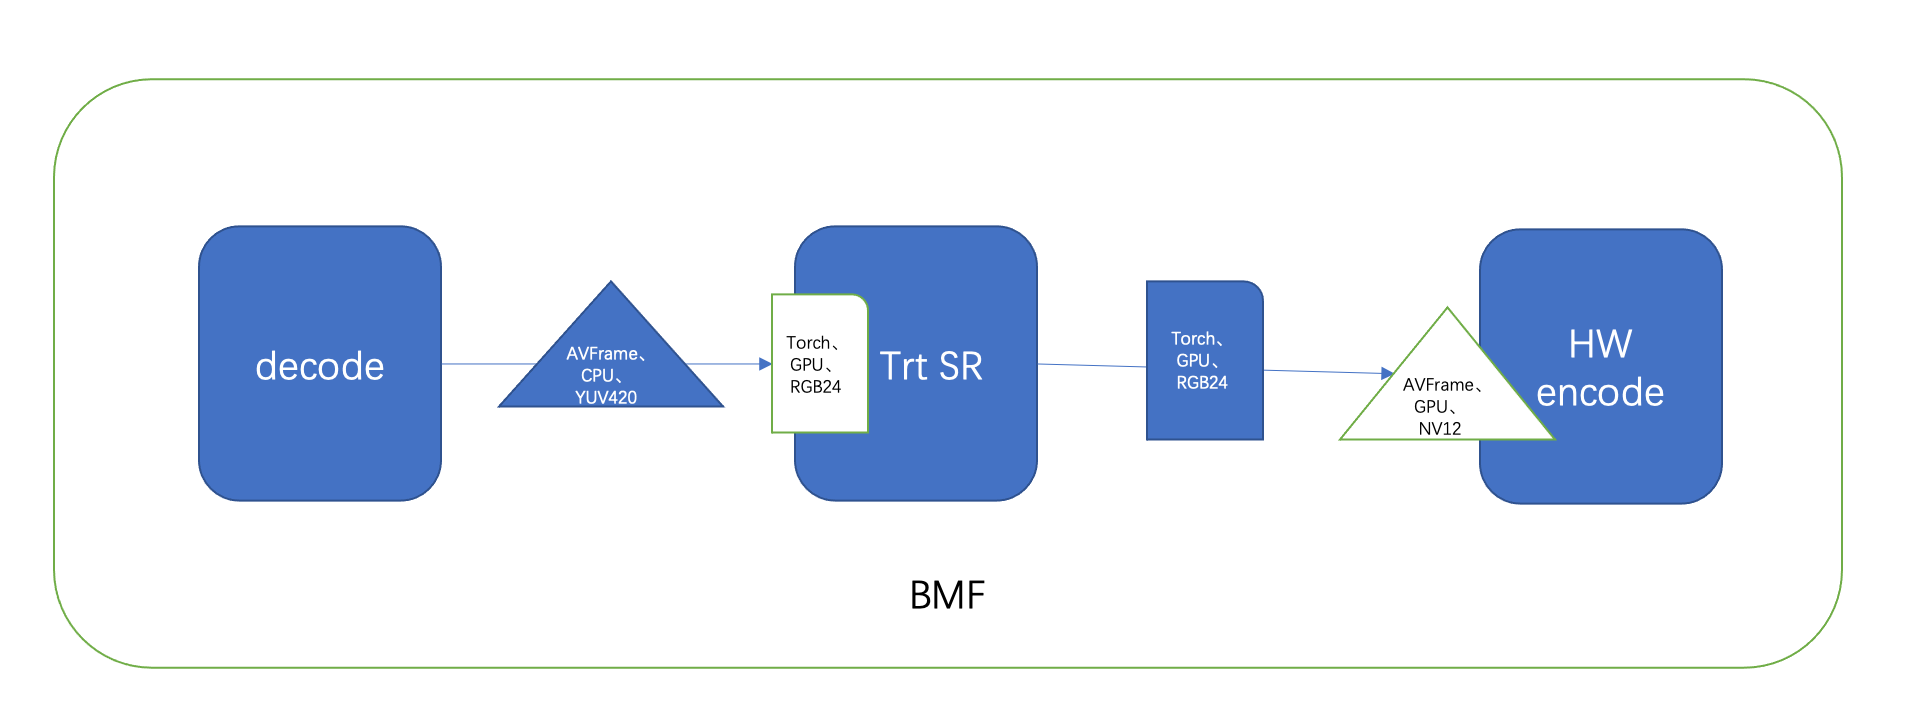 decode
AVFrame、
CPU、
YUV420
Torch、
GPU、
RGB24
Trt SR
Torch、
GPU、
RGB24
AVFrame、
GPU、
NV12
HW
encode
BMF